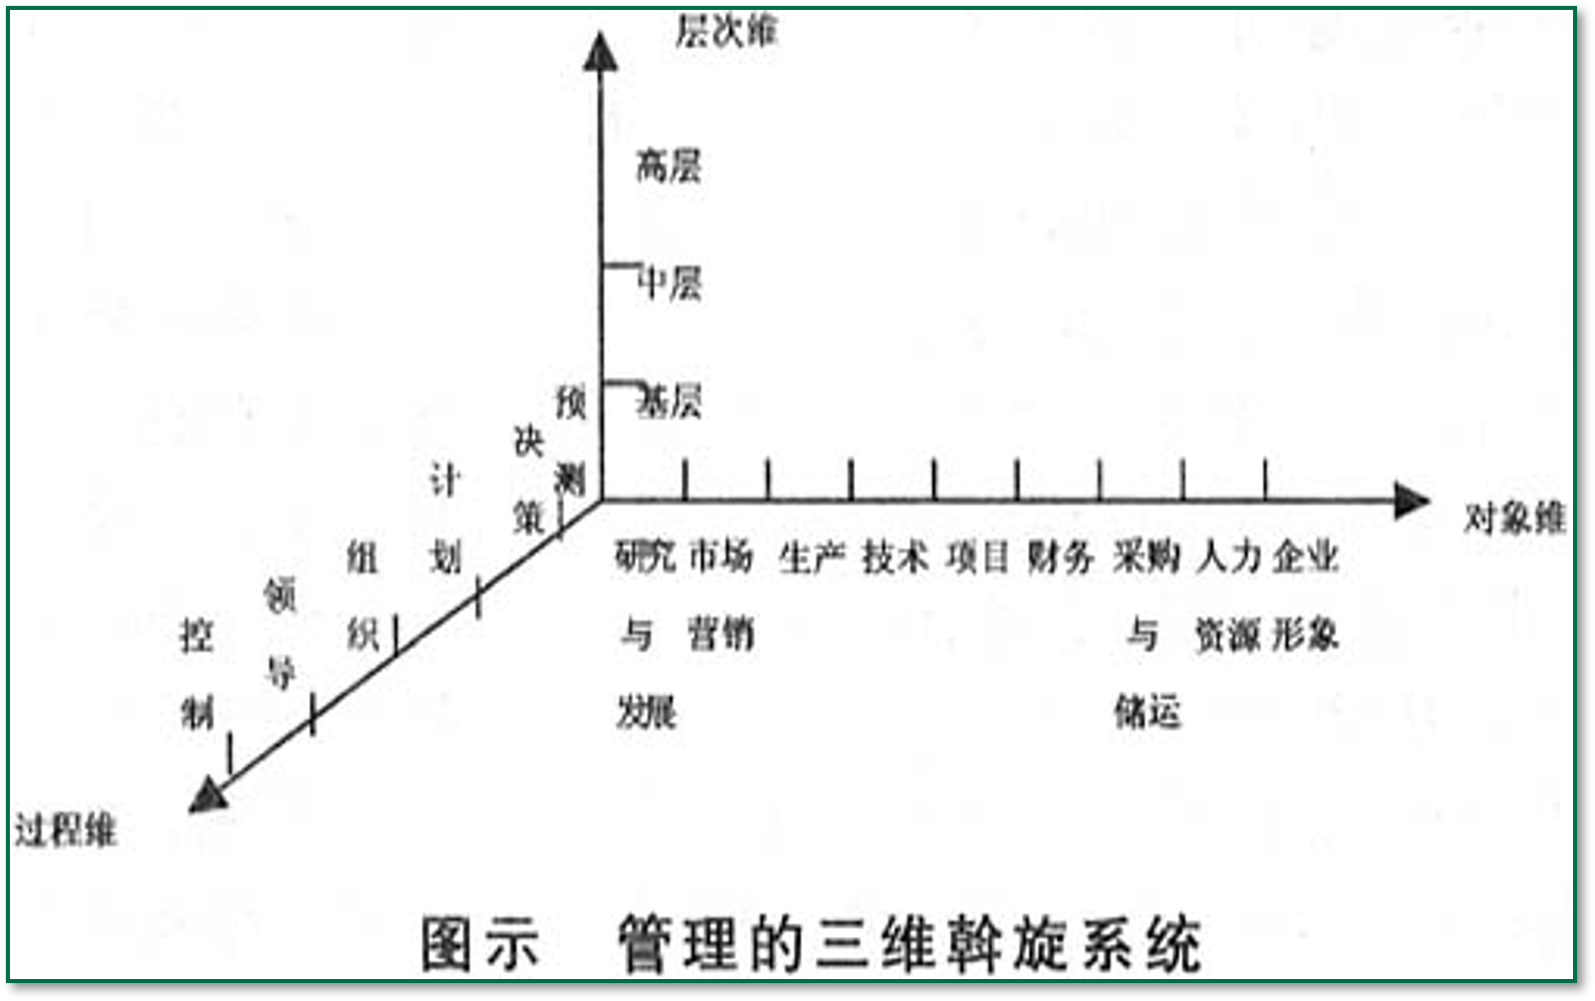 层次维
高层
中层
基层
预测
决策
计划
组织
领导
控制
过程维
研究与发展
市场营销
生产
技术
项目
财务
采购与储运
人力资源
企业形象
对象维
图示 管理的三维斡旋系统